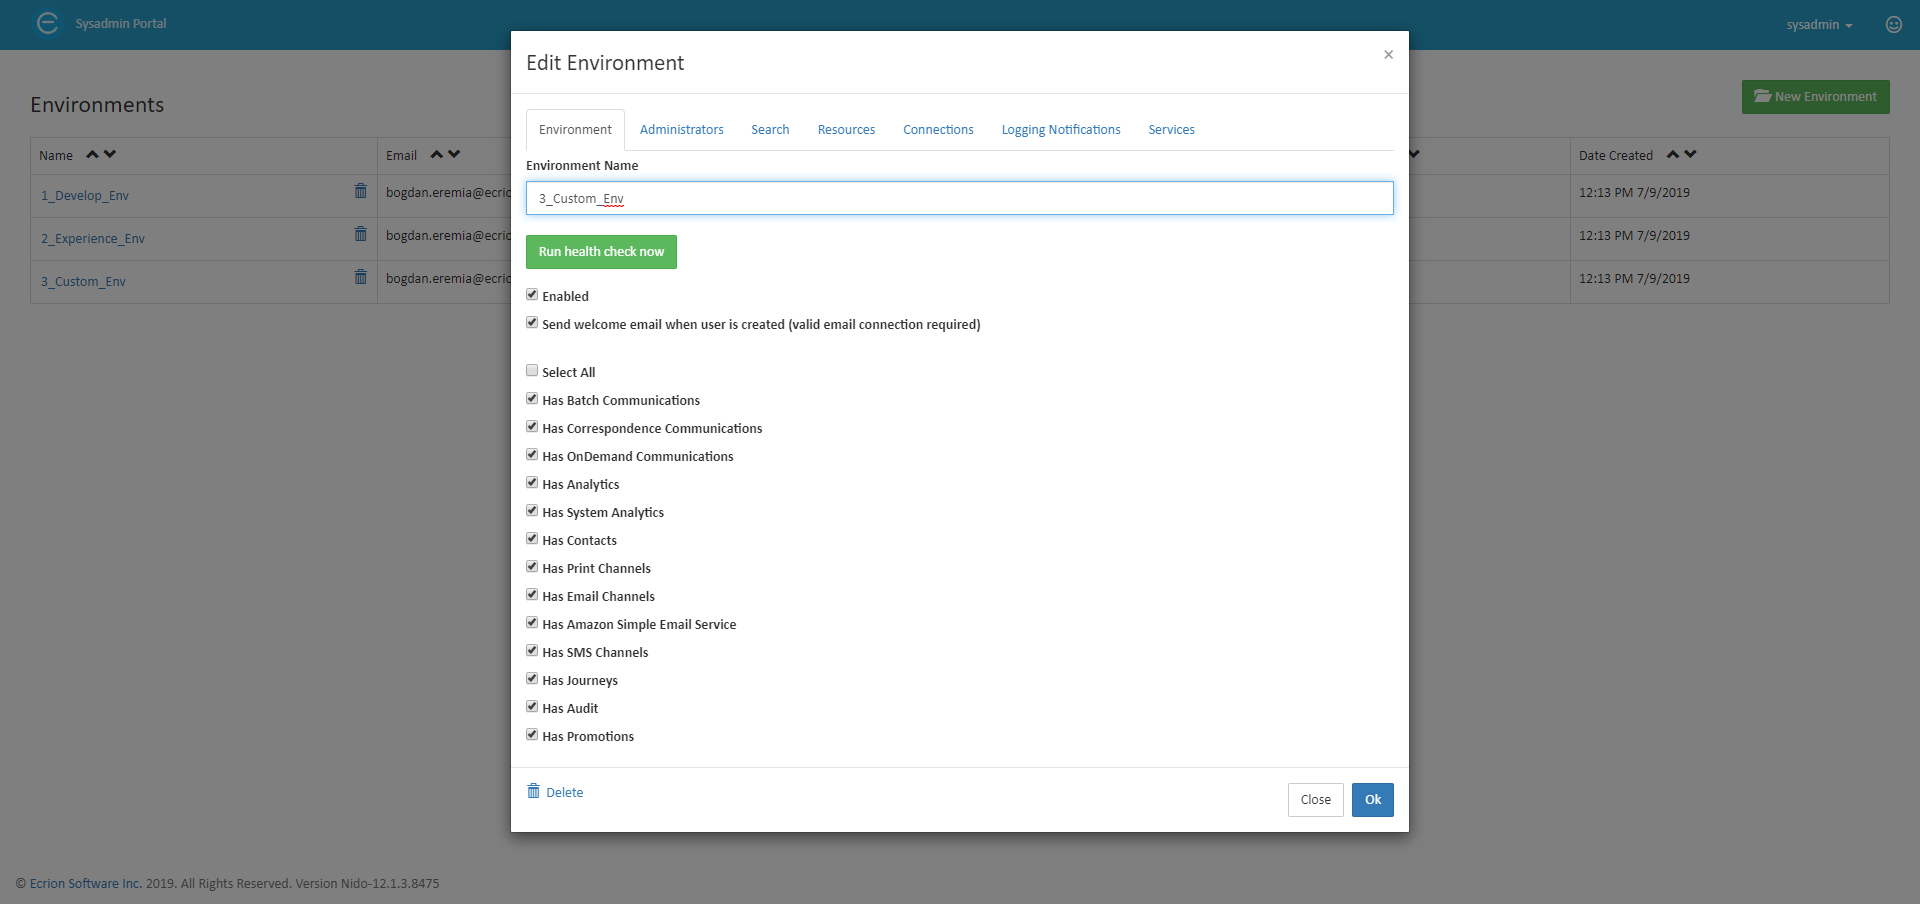 Sysadmin Portal
sysadmin
Edit Environment
×
Environments
New Environment
Environment Administrators Search Resources Connections Logging Notifications Services
Name Email Date Created
Environment Name
1_Develop_Env bogdan.eremia@ecric 12:13 PM 7/9/2019
3_Custom_Env
2_Experience_Env bogdan.eremia@ecric 12:13 PM 7/9/2019
Run health check now
3_Custom_Env bogdan.eremia@ecric 12:13 PM 7/9/2019
Enabled
Send welcome email when user is created (valid email connection required)
Select All
Has Batch Communications
Has Correspondence Communications
Has OnDemand Communications
Has Analytics
Has System Analytics
Has Contacts
Has Print Channels
Has Email Channels
Has Amazon Simple Email Service
Has SMS Channels
Has Journeys
Has Audit
Has Promotions
Delete Close Ok
© Ecrion Software Inc. 2019. All Rights Reserved. Version Nido-12.1.3.8475